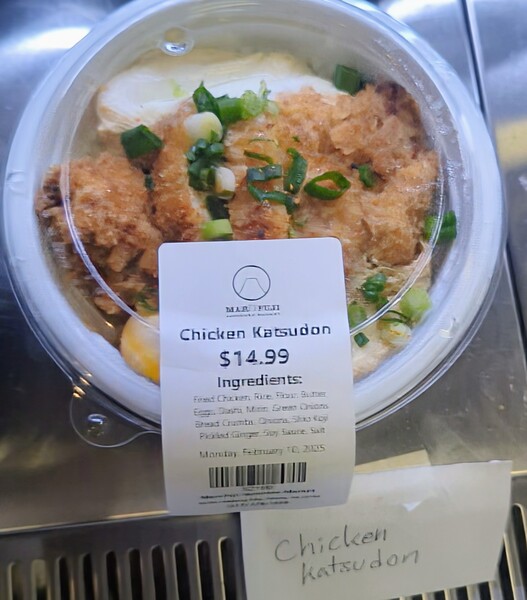 MARUFUJI
Chicken Katsudon
$14.99
Ingredients:
Fried Chicken, Rice, Flour, Butter
Eggs, Dashi, Mirin, Green Onions
Bread Crumbs, Onions, Shio Koji
Pickled Ginger, Soy Sauce, Salt
Monday, February 10, 2025
Chicken
katsudon